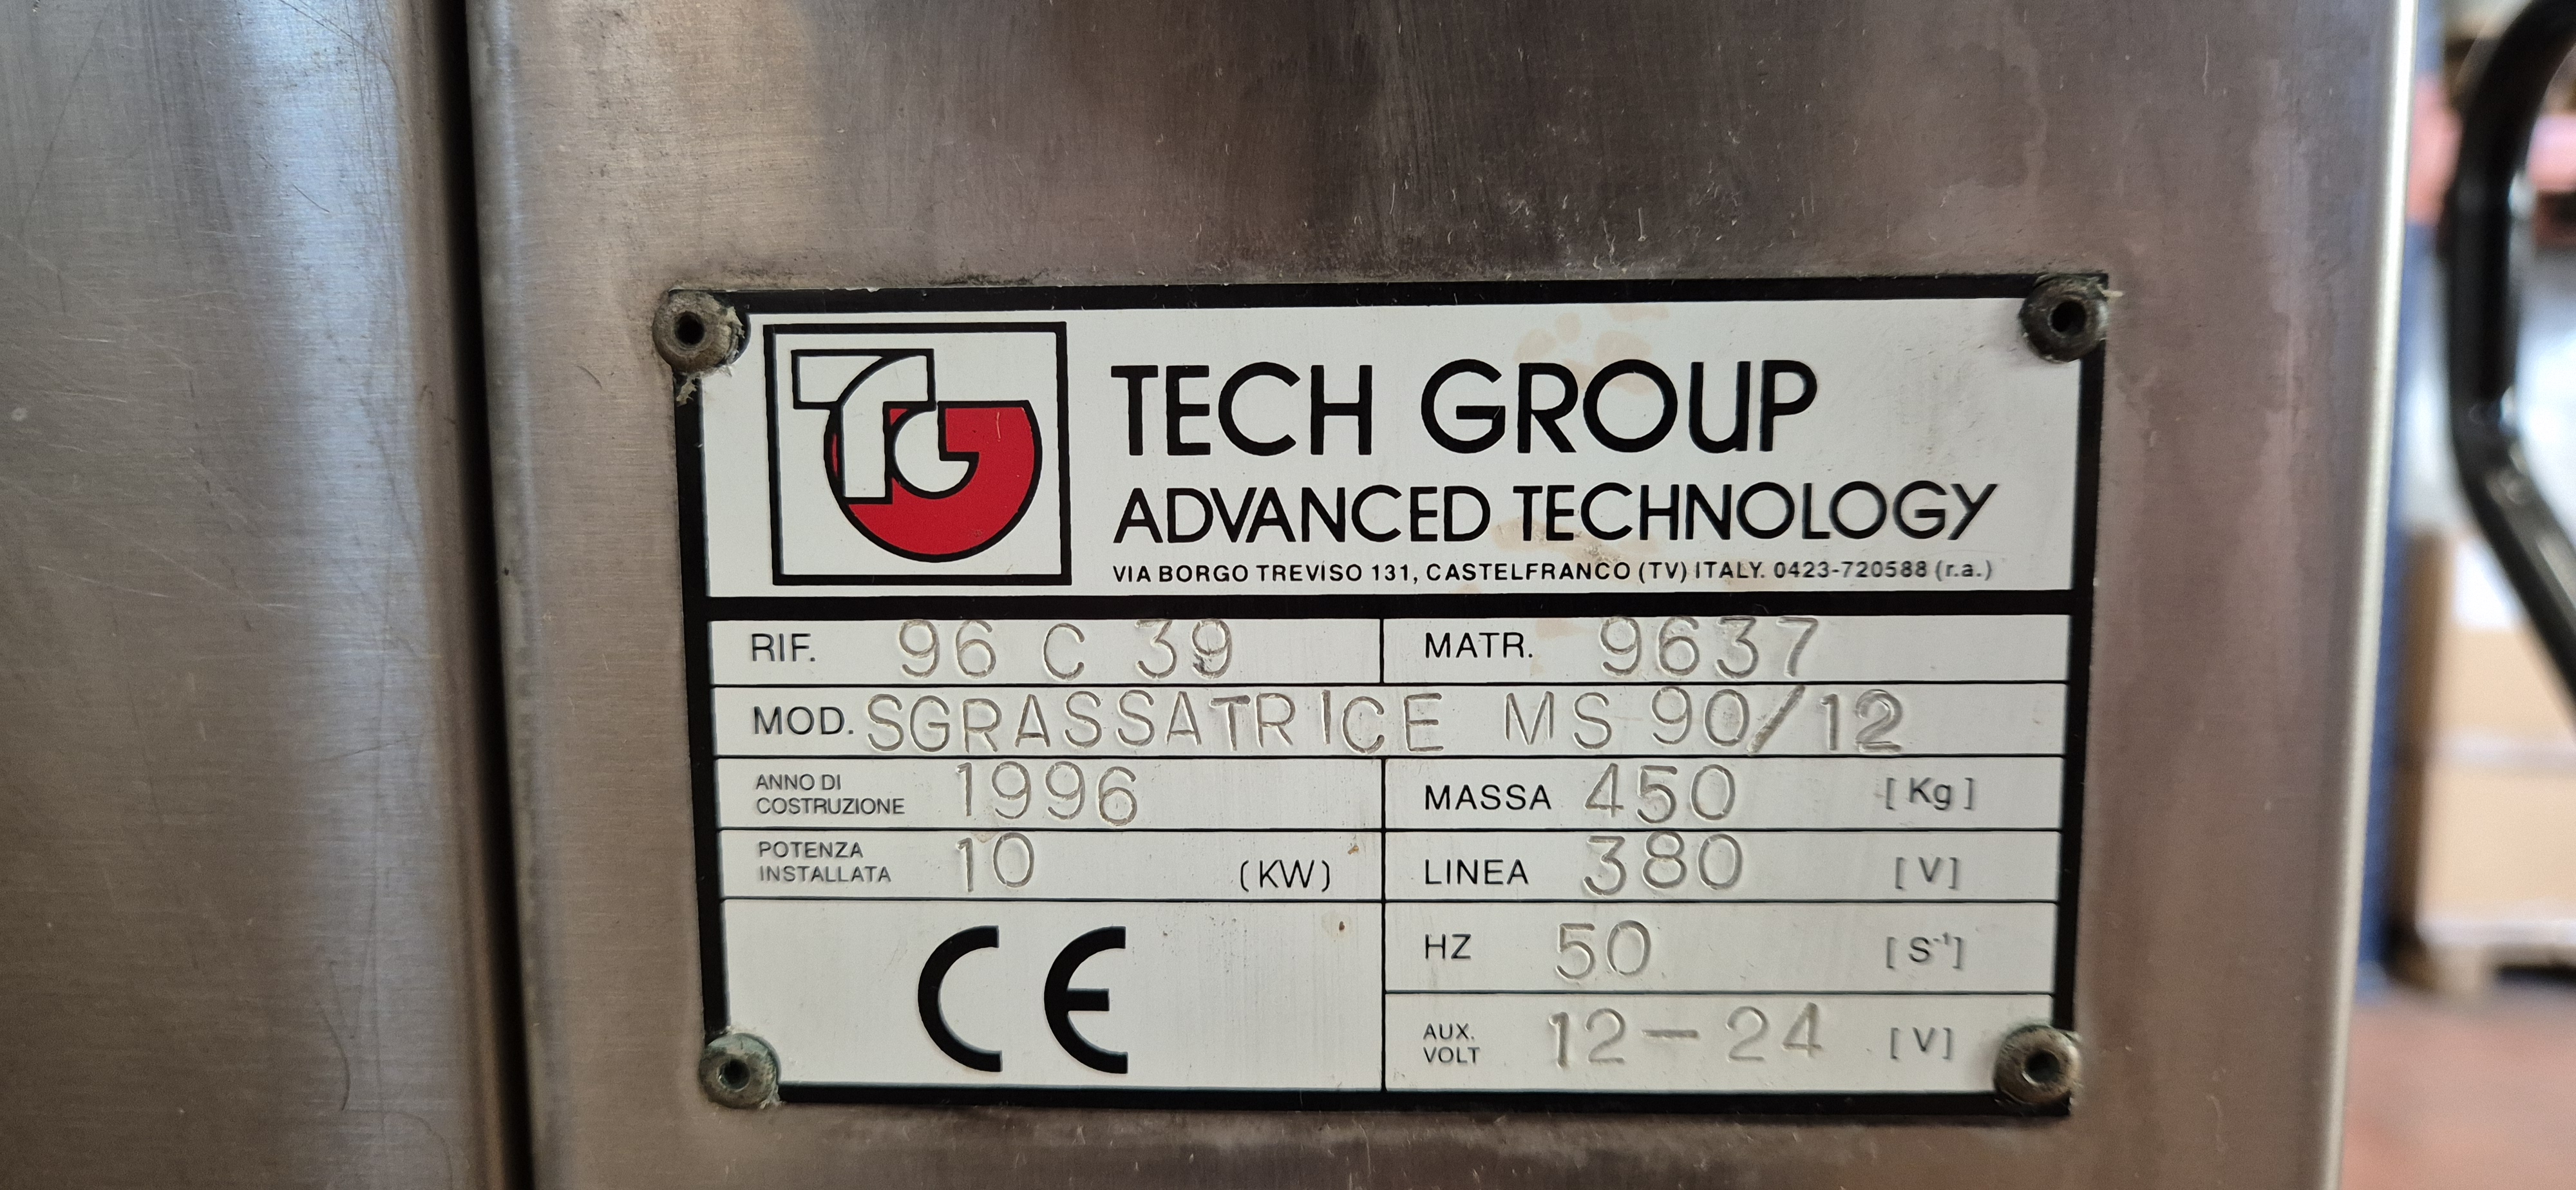 TG
TECH GROUP
ADVANCED TECHNOLOGY
VIA BORGO TREVISO 131, CASTELFRANCO (TV) ITALY. 0423-720588 (r.a.)
RIF. 96 C 39 MATR. 9637
MOD. SGRASSATRICE MS 90/12
ANNO DI
COSTRUZIONE 1996 MASSA 450 [Kg]
POTENZA
INSTALLATA 10 (KW) LINEA 380 [V]
HZ 50 [S⁻¹]
CE
AUX.
VOLT 12-24 [V]